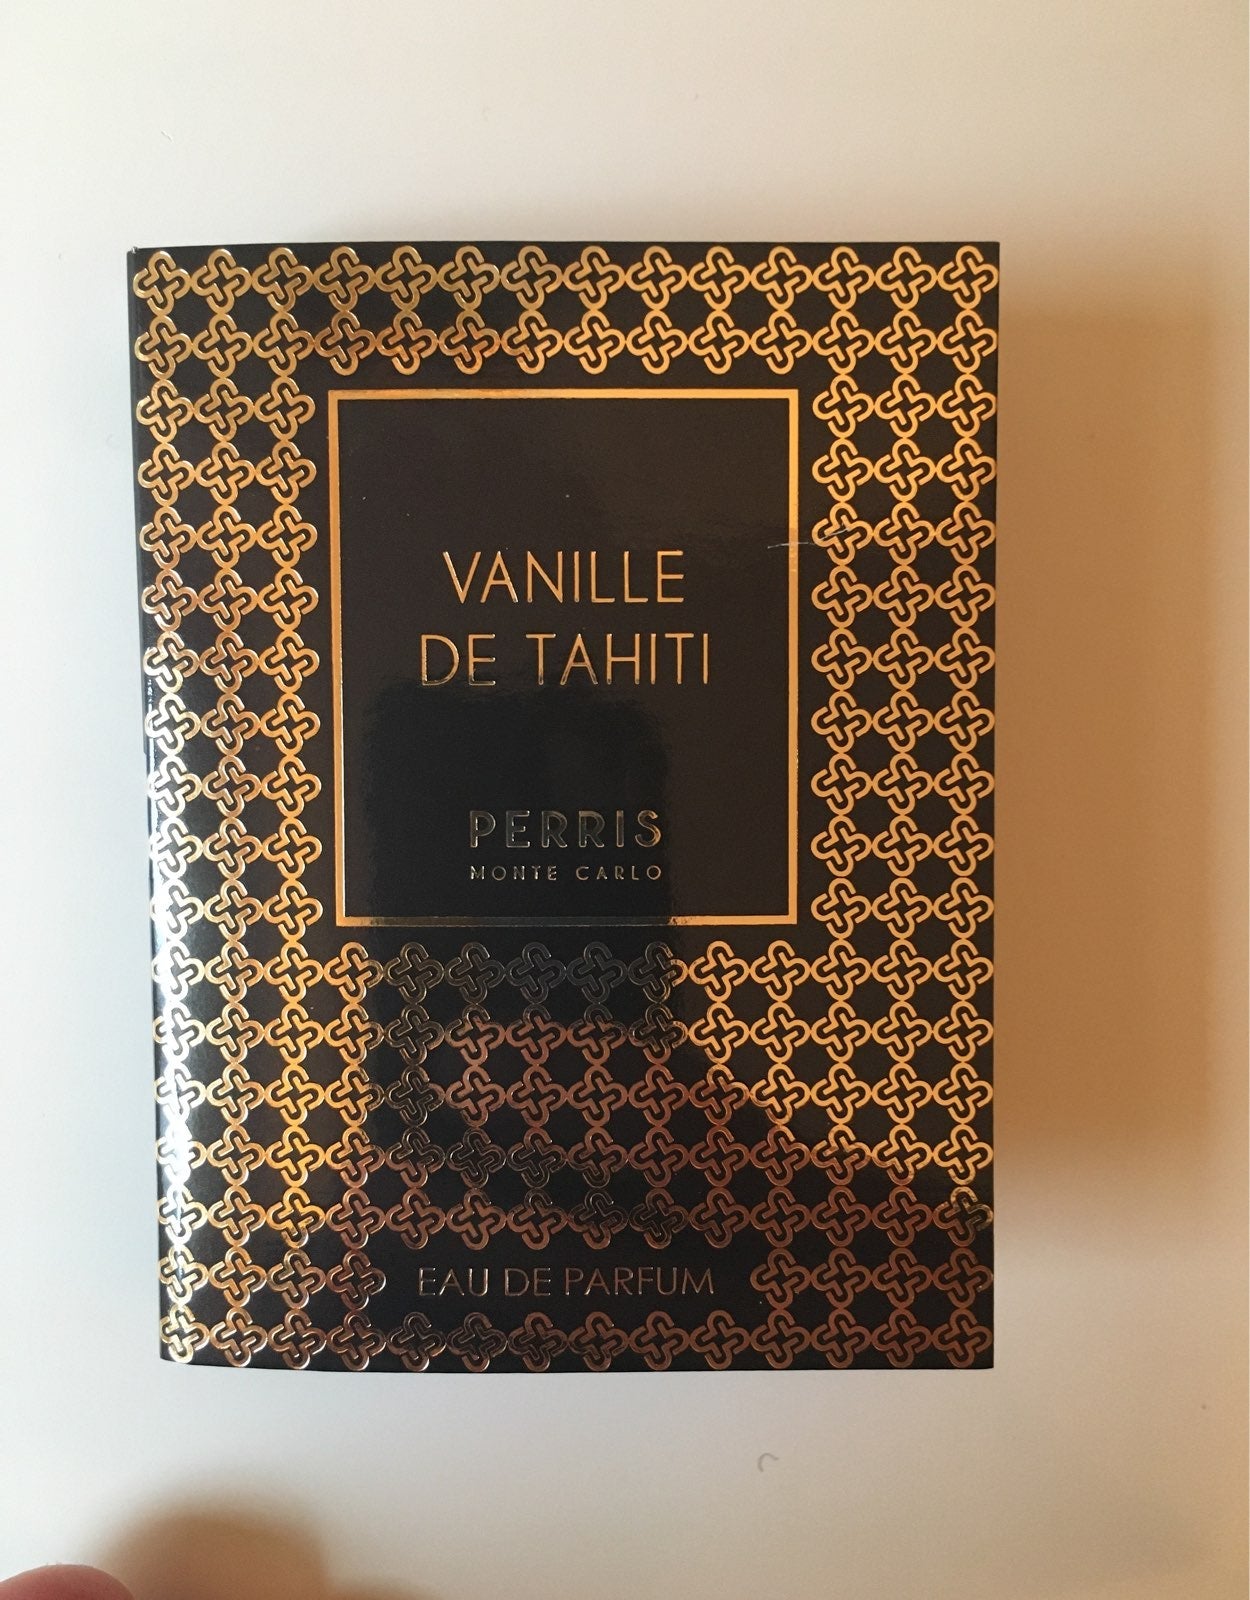 VANILLE
DE TAHITI
PERRIS
MONTE CARLO
EAU DE PARFUM